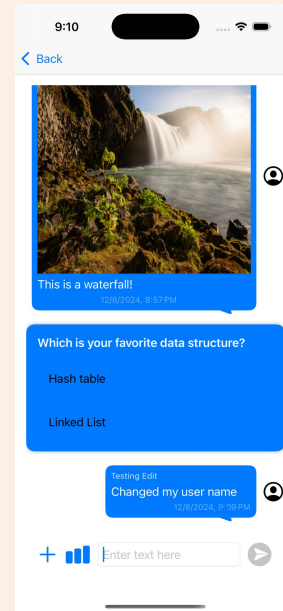 9:10
Back
This is a waterfall!
12/8/2024, 8:57 PM
Which is your favorite data structure?
Hash table
Linked List
Testing Edit
Changed my user name
12/8/2024, 9:09 PM
Enter text here